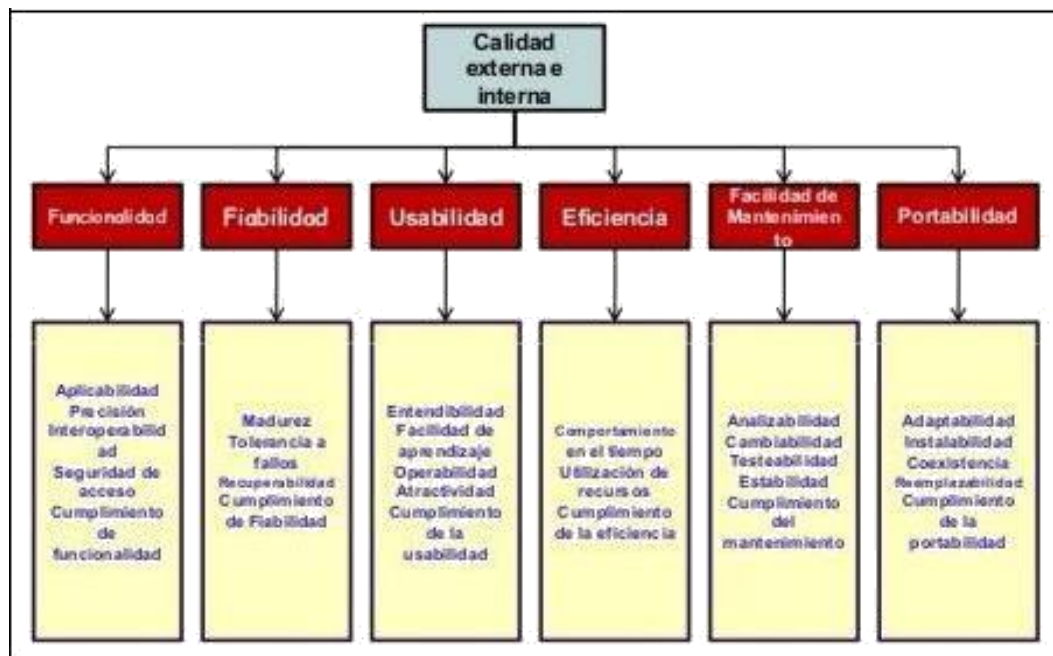 Calidad
externa e
interna
Funcionalidad
Fiabilidad
Usabilidad
Eficiencia
Facilidad de
Mantenimien
to
Portabilidad
Aplicabilidad
Precisión
Interoperabilid
ad
Seguridad de
acceso
Cumplimiento
de
funcionalidad
Madurez
Tolerancia a
fallos
Recuperabilidad
Cumplimiento
de Fiabilidad
Entendibilidad
Facilidad de
aprendizaje
Operabilidad
Atractividad
Cumplimiento
de la
usabilidad
Comportamiento
en el tiempo
Utilización de
recursos
Cumplimiento
de la eficiencia
Analizabilidad
Cambiabilidad
Testeabilidad
Estabilidad
Cumplimiento
del
mantenimiento
Adaptabilidad
Instalabilidad
Coexistencia
Reemplazabilidad
Cumplimiento
de la
portabilidad